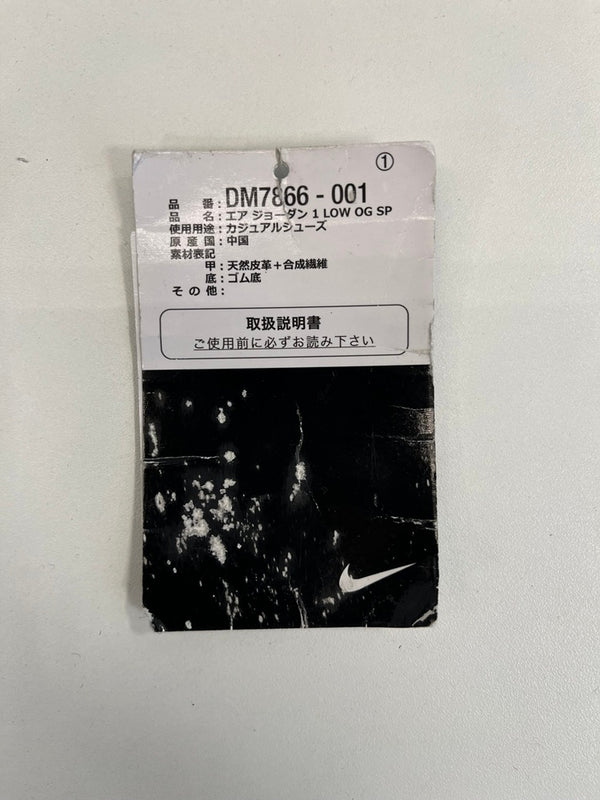 ①
品 番：DM7866 - 001
品 名：エア ジョーダン 1 LOW OG SP
使用用途：カジュアルシューズ
原 産 国：中国
素材表記
甲：天然皮革＋合成繊維
底：ゴム底
そ の 他：
取扱説明書
ご使用前に必ずお読み下さい